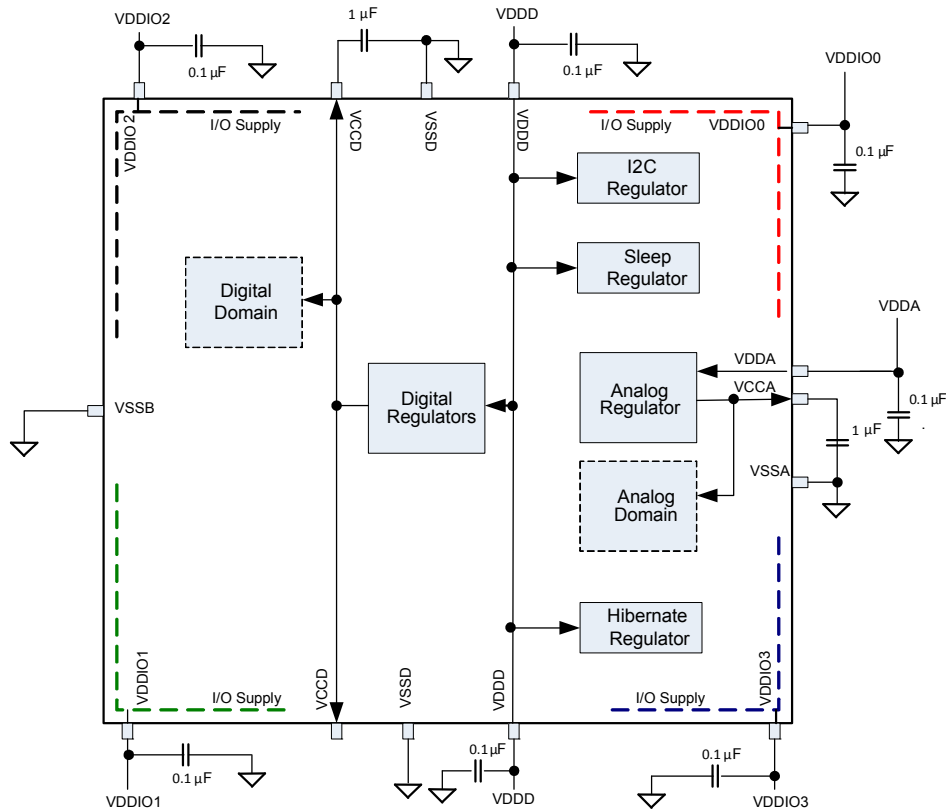 VDDIO2
0.1 µF
1 µF
VDDD
0.1 µF
VDDIO0
0.1 µF
VDDIO2
I/O Supply
VCCD
VSSD
VDDD
I/O Supply
VDDIO0
I2C
Regulator
Sleep
Regulator
Digital
Domain
VDDA
VDDA
VCCA
0.1 µF
1 µF
VSSA
Analog
Regulator
Digital
Regulators
VSSB
Analog
Domain
Hibernate
Regulator
VDDIO1
I/O Supply
VCCD
VSSD
VDDD
I/O Supply
VDDIO3
0.1 µF
VDDIO1
0.1 µF
VDDD
0.1 µF
VDDIO3